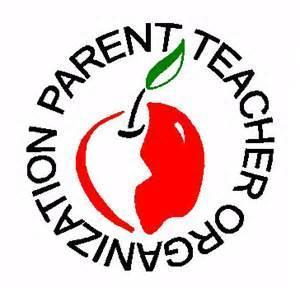 PARENT TEACHER ORGANIZATION